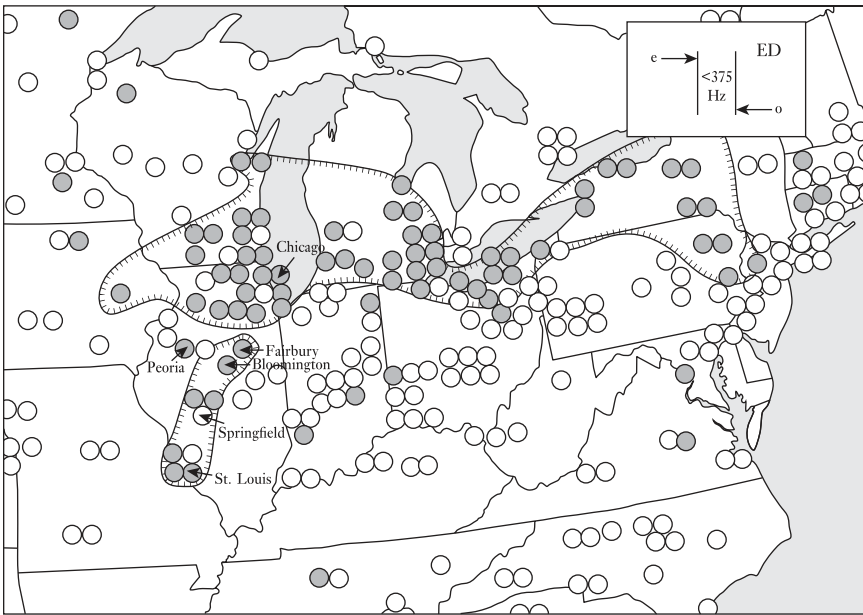 ED
e
<375
Hz
o
Chicago
Peoria
Fairbury
Bloomington
Springfield
St. Louis